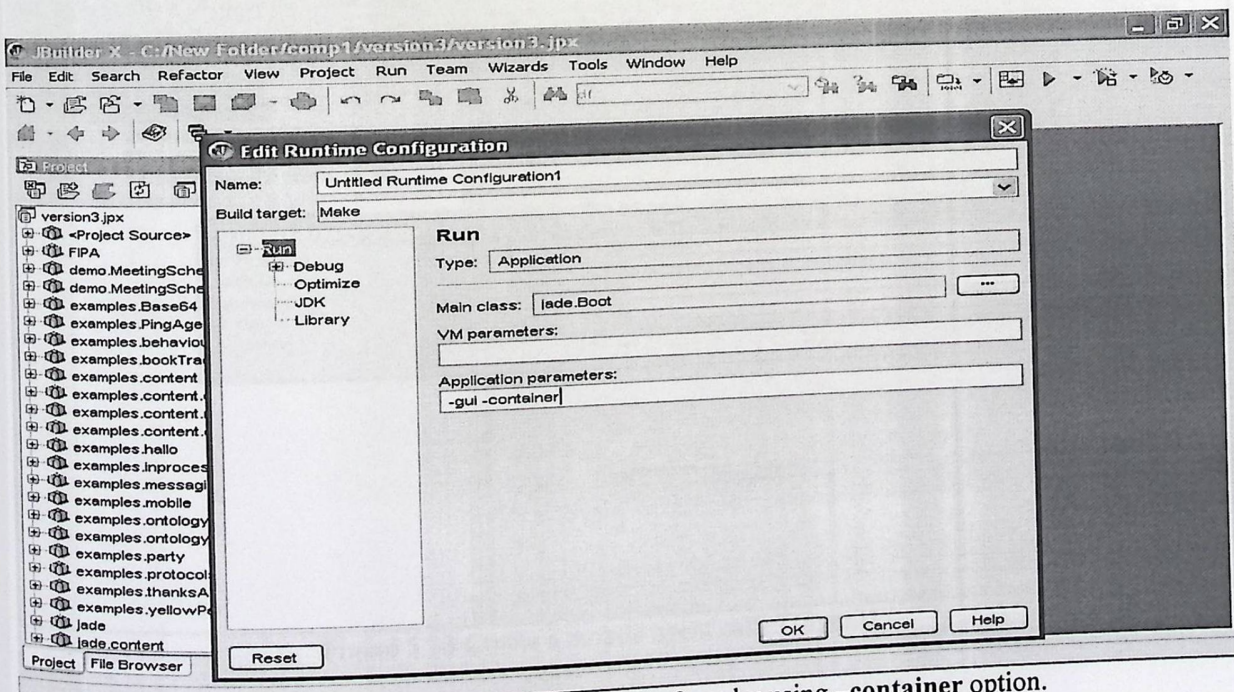 JBuilder X - C:/New Folder/comp1/version3/version3.jpx
File Edit Search Refactor View Project Run Team Wizards Tools Window Help
df
Project
version3.jpx
<Project Source>
FIPA
demo.MeetingSche
demo.MeetingSche
examples.Base64
examples.PingAge
examples.behaviou
examples.bookTra
examples.content
examples.content.
examples.content.
examples.content.
examples.hallo
examples.inproces
examples.messagi
examples.mobile
examples.ontology
examples.ontology
examples.party
examples.protocol
examples.thanksA
examples.yellowPa
jade
jade.content
Project File Browser
Edit Runtime Configuration
Name: Untitled Runtime Configuration1
Build target: Make
Run
Debug
Optimize
JDK
Library
Run
Type: Application
Main class: jade.Boot
...
VM parameters:
Application parameters:
-gui -container
Reset
OK Cancel Help
-container option.